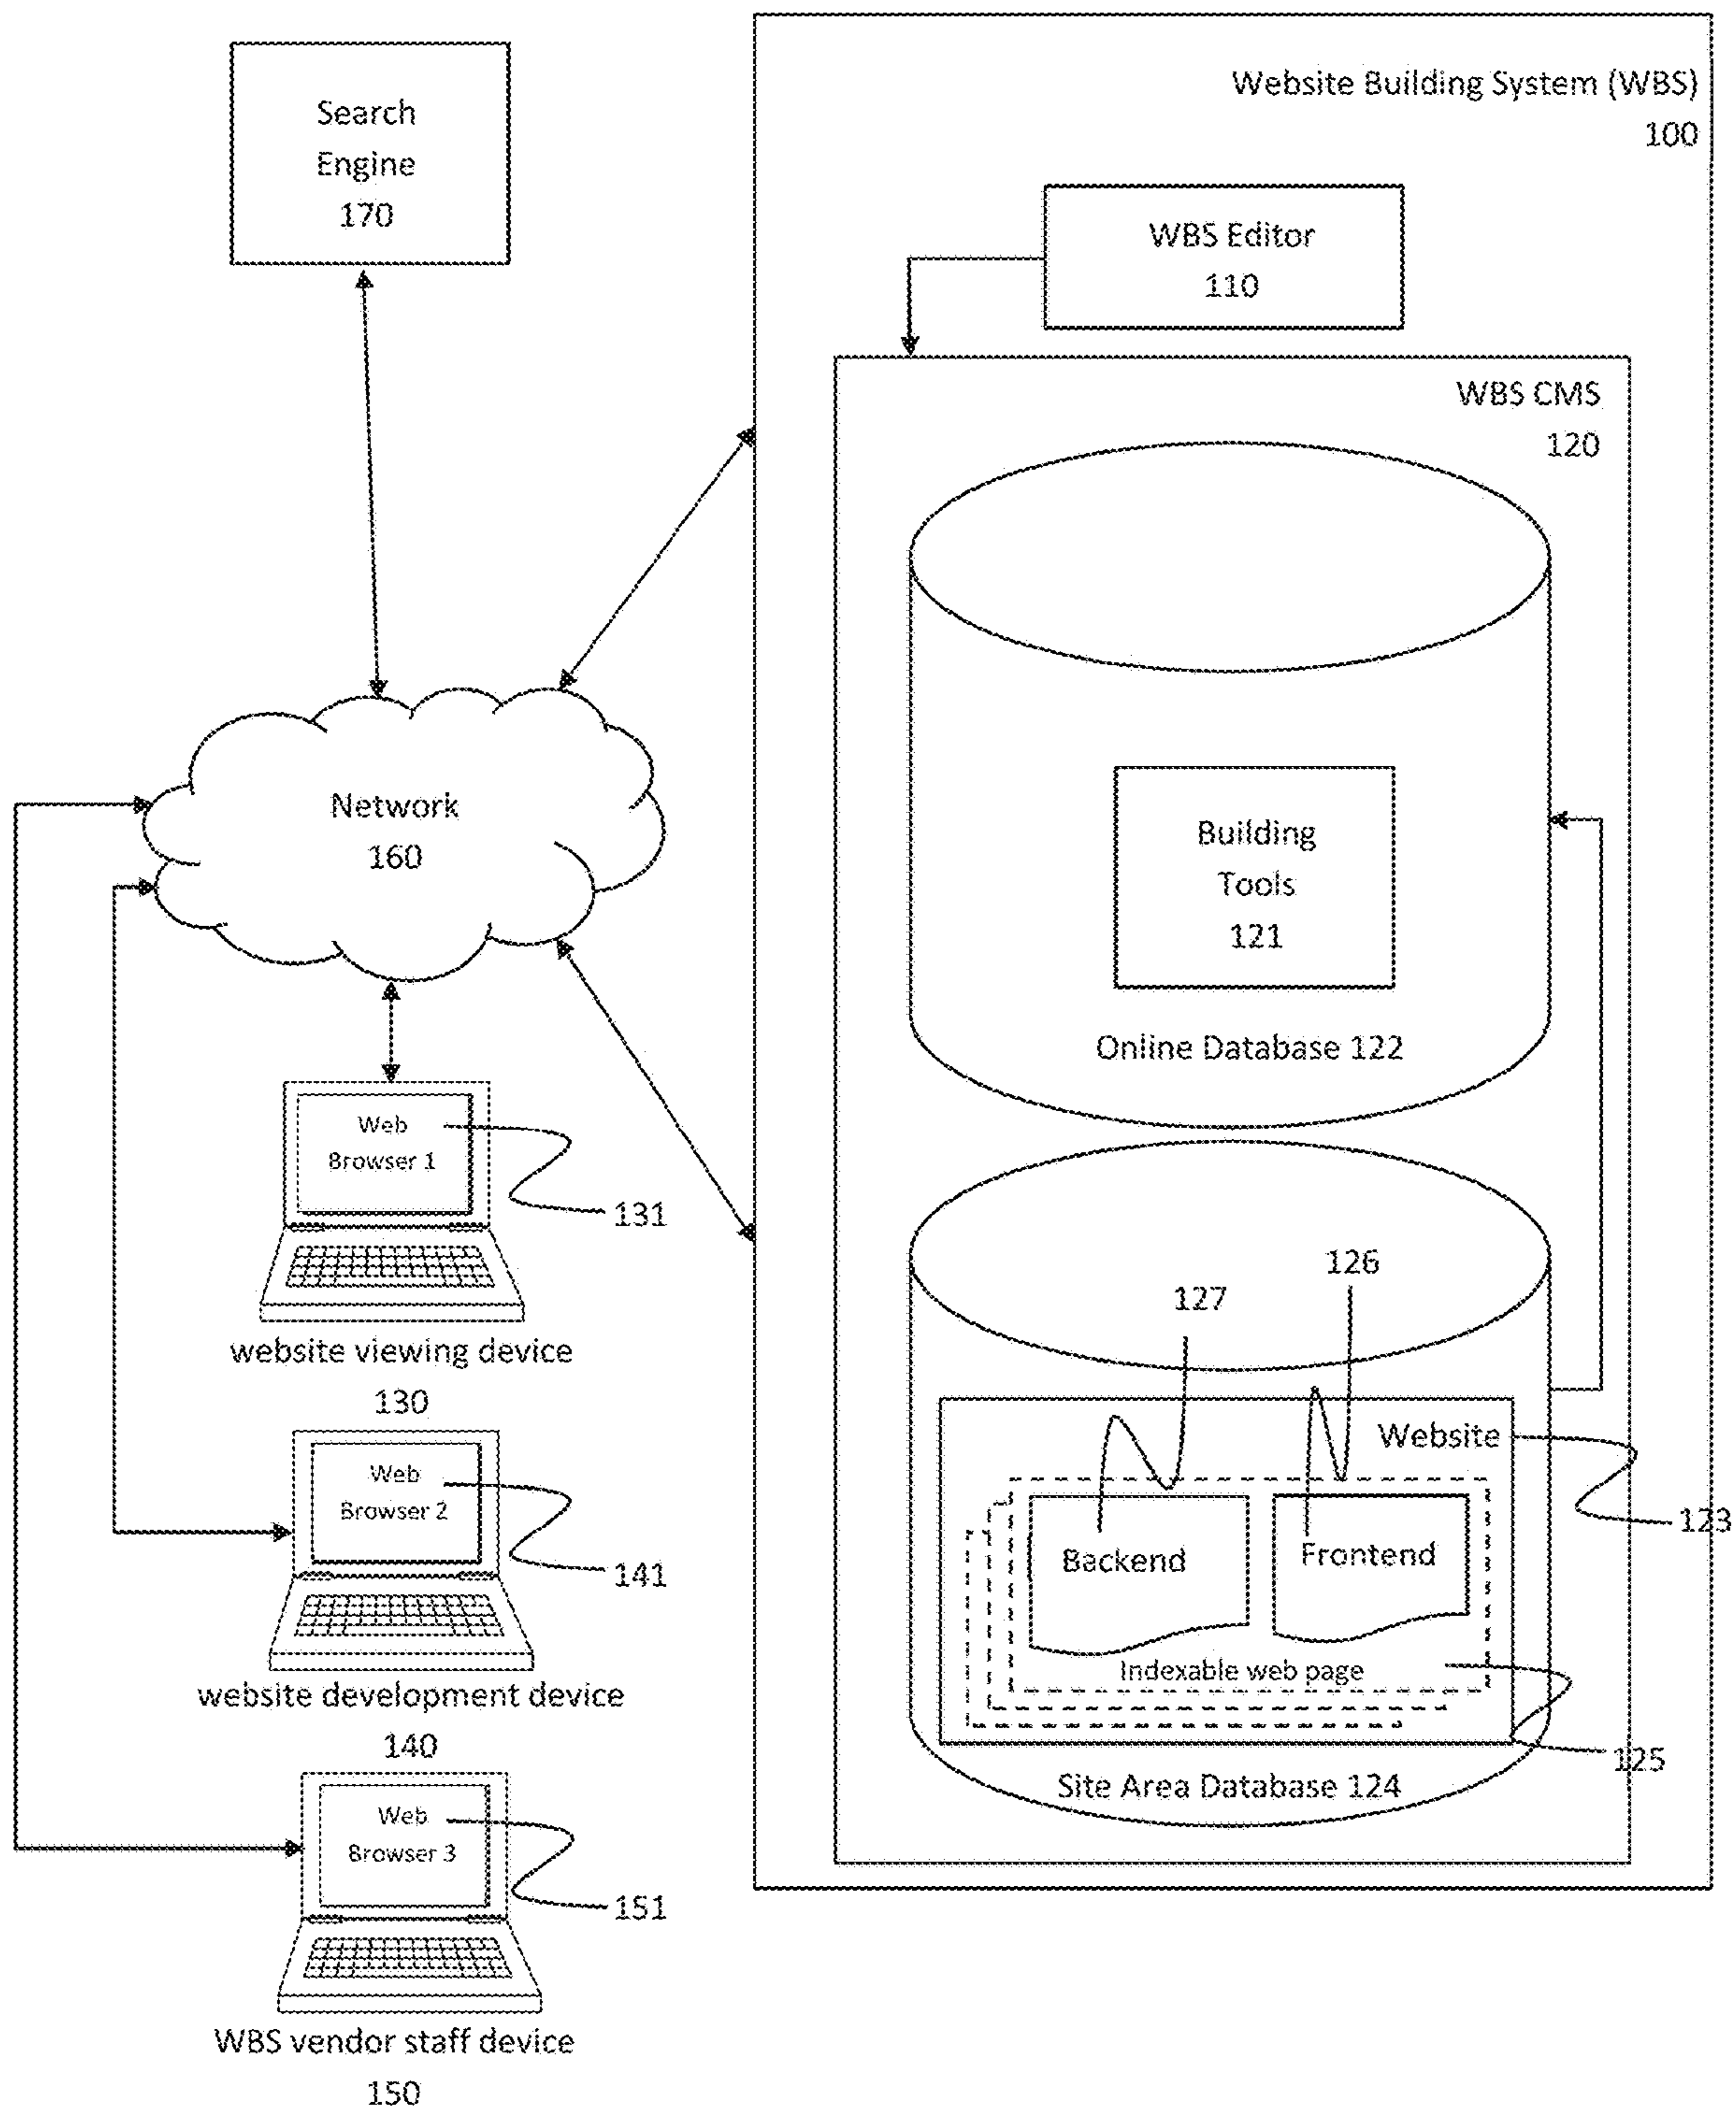 Search
Engine
170
Website Building System (WBS)
100
WBS Editor
110
WBS CMS
120
Network
160
Building
Tools
121
Online Database 122
Web
Browser 1
131
website viewing device
130
126
127
Website
123
Backend
Frontend
Indexable web page
125
Site Area Database 124
Web
Browser 2
141
website development device
140
Web
Browser 3
151
WBS vendor staff device
150